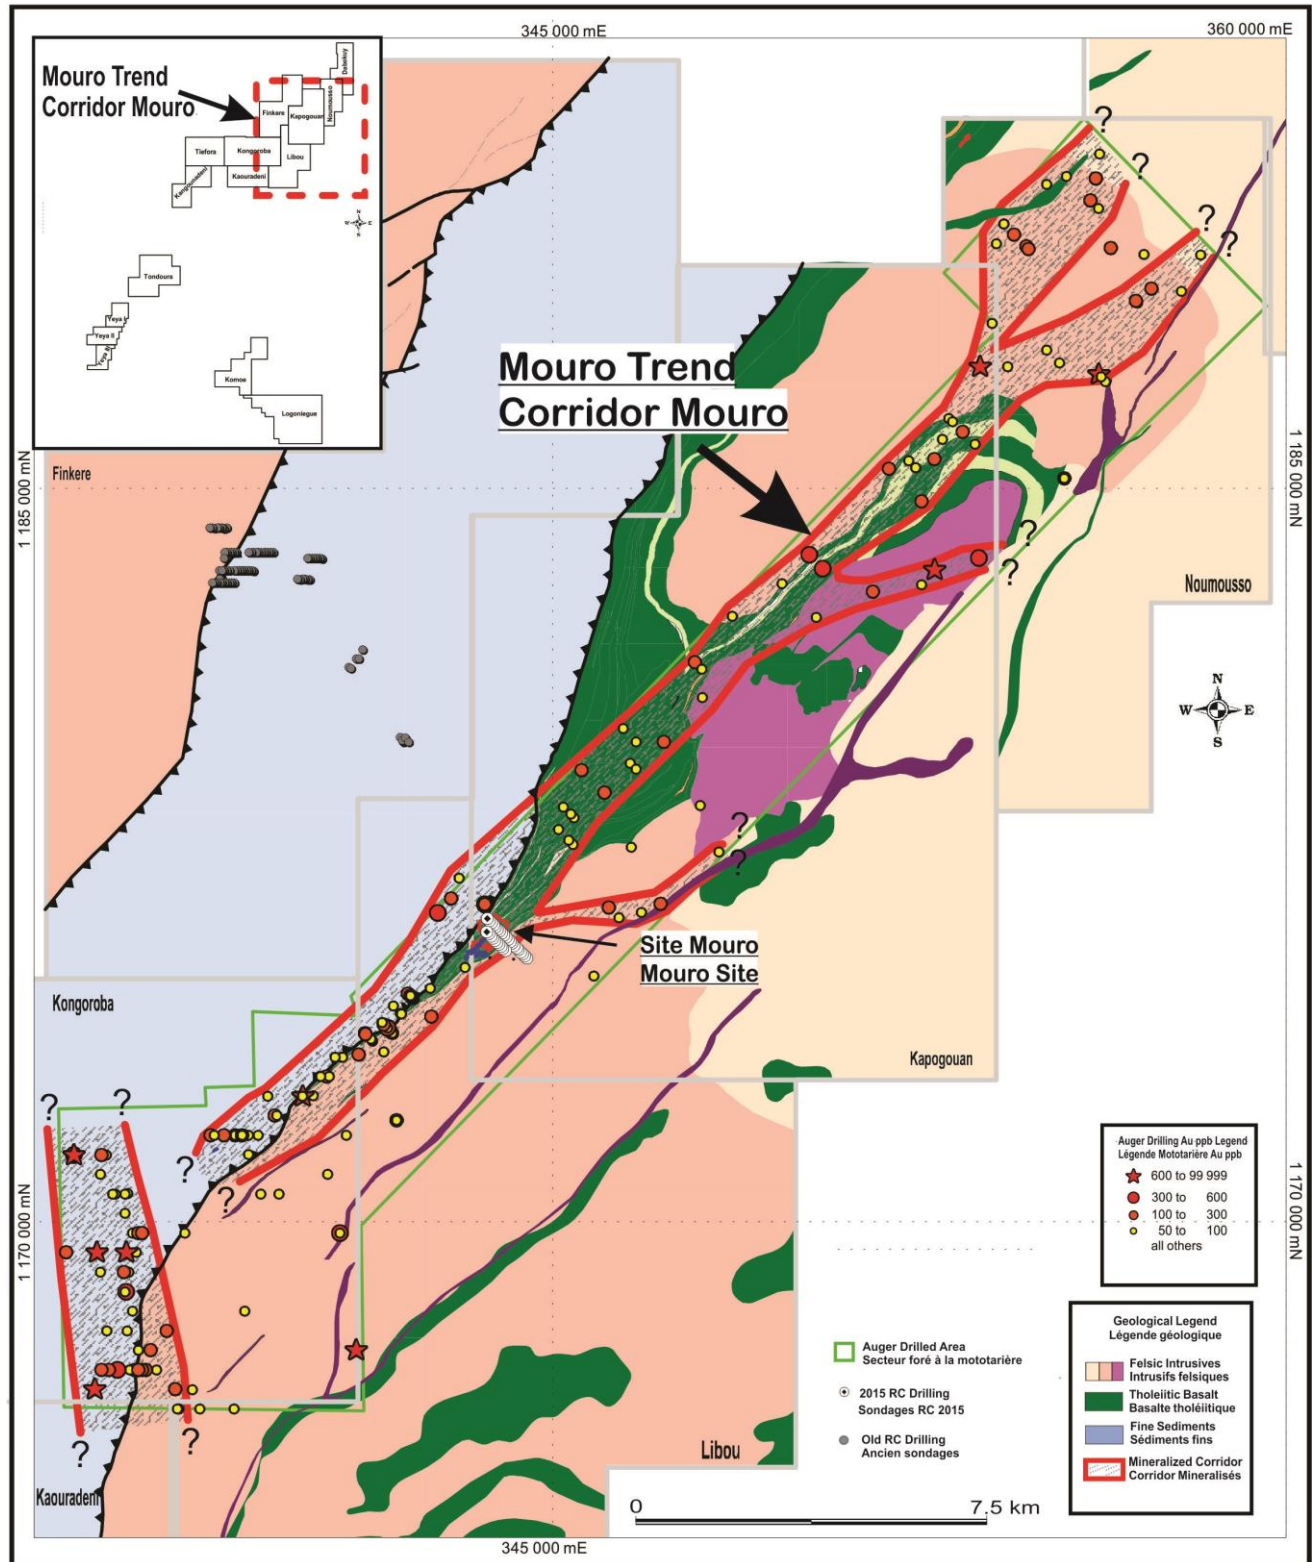 345 000 mE
360 000 mE
Mouro Trend
Corridor Mouro
Dabokuy
Noumousso
Finkere
Kapogouan
Tiefora
Kongoroba
Libou
Kaouradeni
Kangounadeni
N
W E
S
Tondoura
Yeya I
Yeya II
Yeya III
Komoe
Logoniegue
Mouro Trend
Corridor Mouro
?
?
?
?
1 185 000 mN
1 185 000 mN
Finkere
?
?
Noumousso
N
W E
S
?
?
Site Mouro
Mouro Site
Kongoroba
Kapogouan
?
?
?
?
1 170 000 mN
1 170 000 mN
Auger Drilling Au ppb Legend
Légende Mototarière Au ppb
600 to 99 999
300 to 600
100 to 300
50 to 100
all others
Geological Legend
Légende géologique
Felsic Intrusives
Intrusifs felsiques
Tholeiitic Basalt
Basalte tholéiitique
Fine Sediments
Sédiments fins
Mineralized Corridor
Corridor Mineralisés
Auger Drilled Area
Secteur foré à la mototarière
2015 RC Drilling
Sondages RC 2015
Old RC Drilling
Ancien sondages
?
?
Libou
Kaouradeni
0 7.5 km
345 000 mE